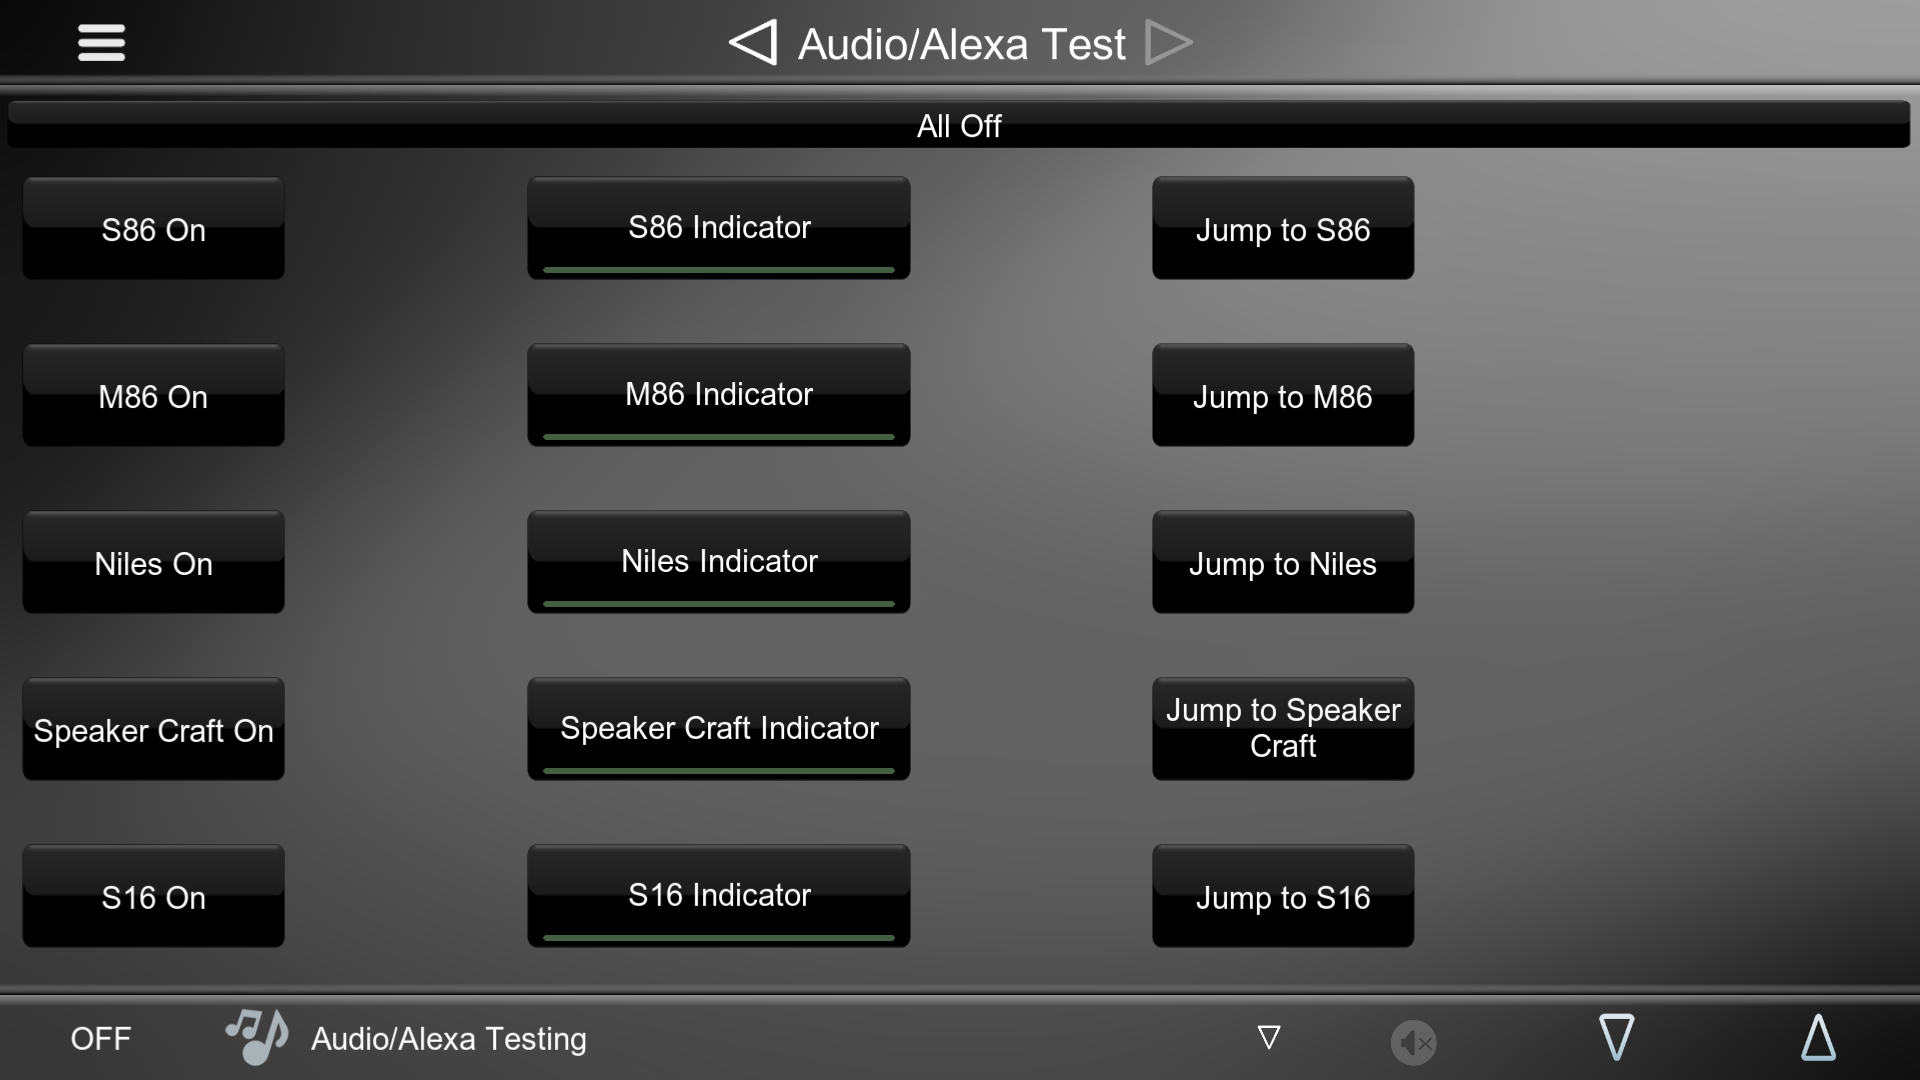 Audio/Alexa Test
All Off
S86 On
S86 Indicator
Jump to S86
M86 On
M86 Indicator
Jump to M86
Niles On
Niles Indicator
Jump to Niles
Speaker Craft On
Speaker Craft Indicator
Jump to Speaker
Craft
S16 On
S16 Indicator
Jump to S16
OFF
Audio/Alexa Testing